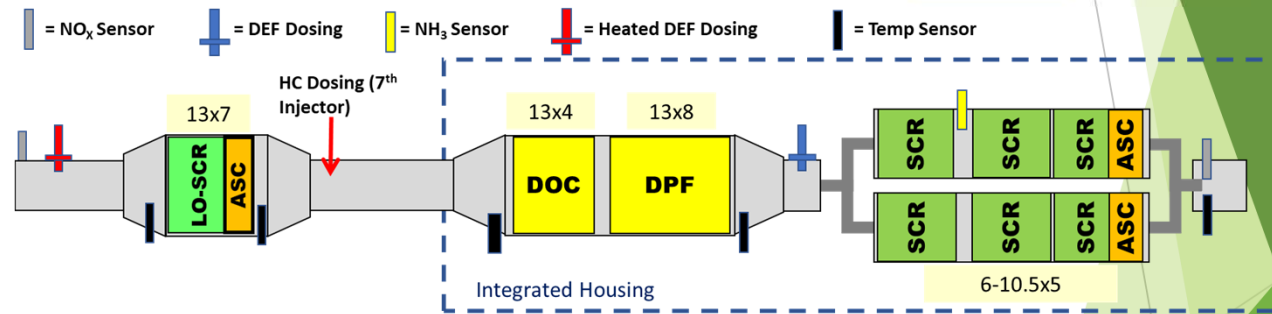 = NOx Sensor
= DEF Dosing
= NH3 Sensor
= Heated DEF Dosing
= Temp Sensor
HC Dosing (7th
Injector)
13x7
13x4
13x8
LO-SCR
ASC
DOC
DPF
SCR
SCR
SCR
ASC
SCR
SCR
SCR
ASC
6-10.5x5
Integrated Housing